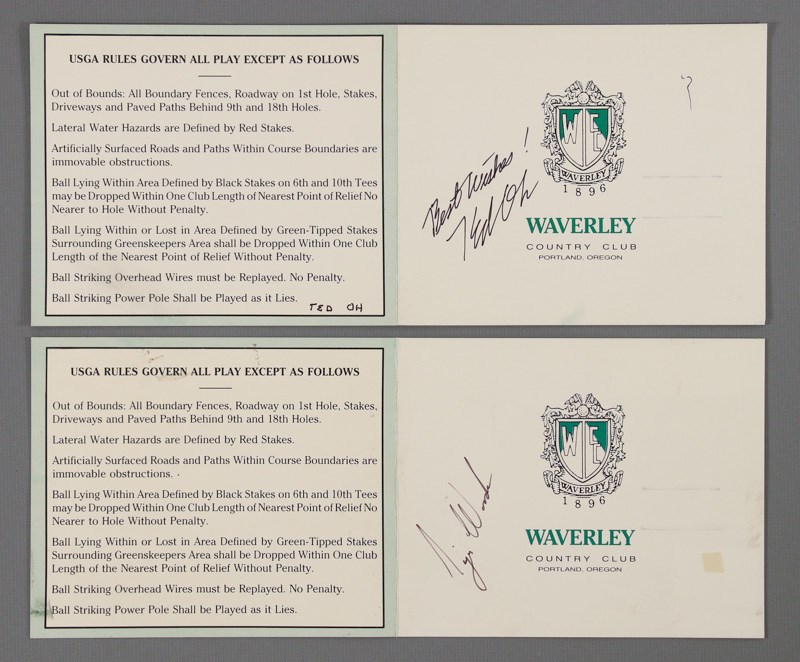 USGA RULES GOVERN ALL PLAY EXCEPT AS FOLLOWS
Out of Bounds: All Boundary Fences, Roadway on 1st Hole, Stakes,
Driveways and Paved Paths Behind 9th and 18th Holes.
Lateral Water Hazards are Defined by Red Stakes.
Artificially Surfaced Roads and Paths Within Course Boundaries are
immovable obstructions.
Ball Lying Within Area Defined by Black Stakes on 6th and 10th Tees
may be Dropped Within One Club Length of Nearest Point of Relief No
Nearer to Hole Without Penalty.
Ball Lying Within or Lost in Area Defined by Green-Tipped Stakes
Surrounding Greenskeepers Area shall be Dropped Within One Club
Length of the Nearest Point of Relief Without Penalty.
Ball Striking Overhead Wires must be Replayed. No Penalty.
Ball Striking Power Pole Shall be Played as it Lies.
TED OH
Best Wishes!
Ted Oh
W E C
WAVERLEY
1896
WAVERLEY
COUNTRY CLUB
PORTLAND, OREGON
USGA RULES GOVERN ALL PLAY EXCEPT AS FOLLOWS
Out of Bounds: All Boundary Fences, Roadway on 1st Hole, Stakes,
Driveways and Paved Paths Behind 9th and 18th Holes.
Lateral Water Hazards are Defined by Red Stakes.
Artificially Surfaced Roads and Paths Within Course Boundaries are
immovable obstructions.
Ball Lying Within Area Defined by Black Stakes on 6th and 10th Tees
may be Dropped Within One Club Length of Nearest Point of Relief No
Nearer to Hole Without Penalty.
Ball Lying Within or Lost in Area Defined by Green-Tipped Stakes
Surrounding Greenskeepers Area shall be Dropped Within One Club
Length of the Nearest Point of Relief Without Penalty.
Ball Striking Overhead Wires must be Replayed. No Penalty.
Ball Striking Power Pole Shall be Played as it Lies.
Tiger Woods
W E C
WAVERLEY
1896
WAVERLEY
COUNTRY CLUB
PORTLAND, OREGON